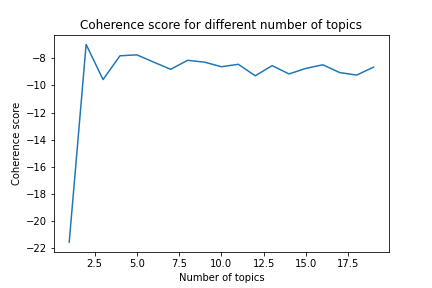 Coherence score for different number of topics
Coherence score
−8
−10
−12
−14
−16
−18
−20
−22
2.5 5.0 7.5 10.0 12.5 15.0 17.5
Number of topics